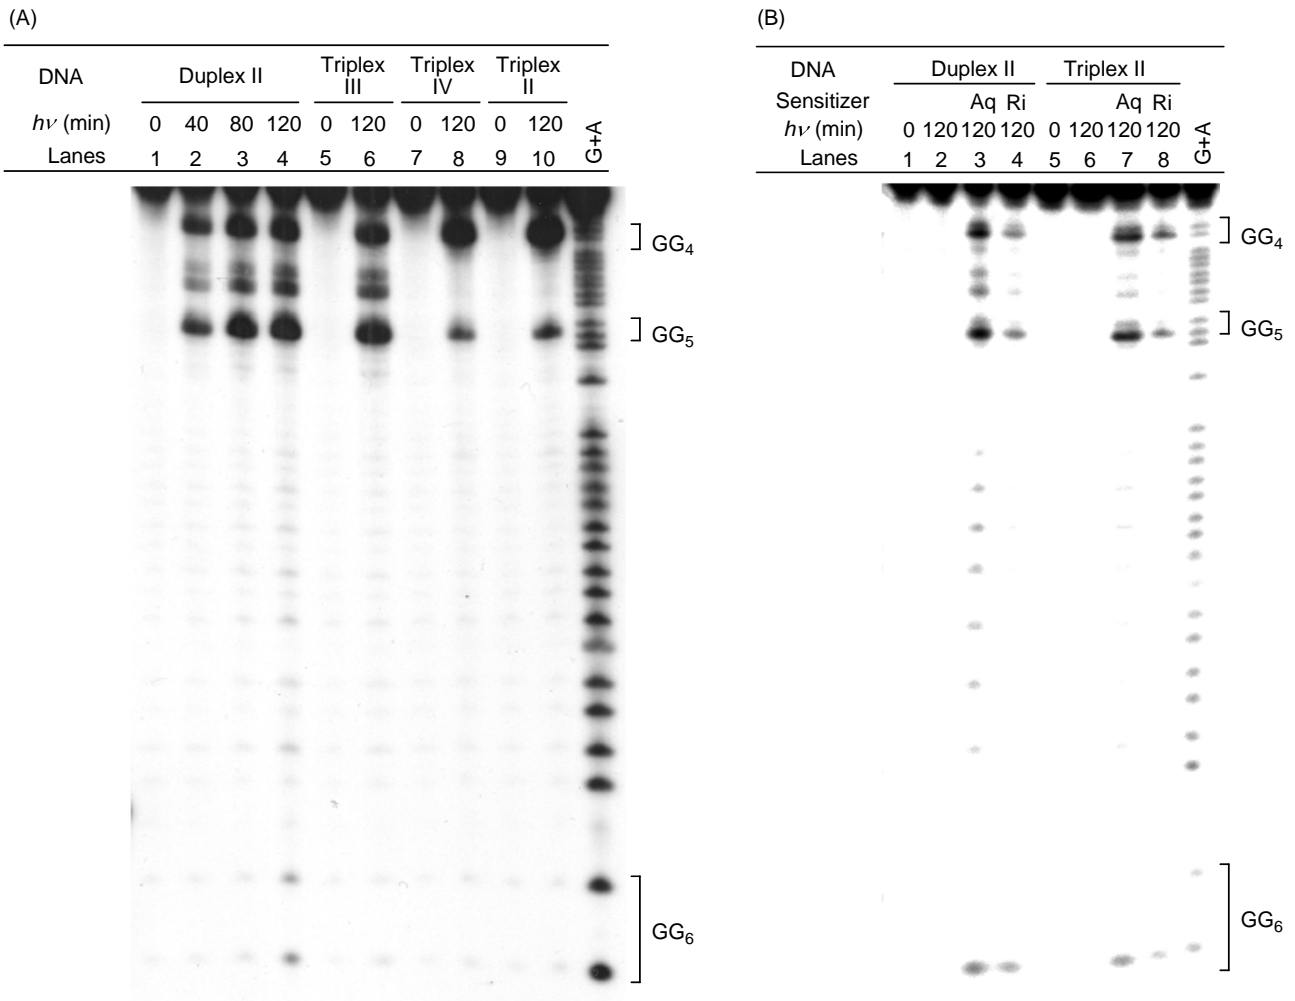 (A)
DNA Duplex II Triplex III Triplex IV Triplex II
hν (min) 0 40 80 120 0 120 0 120 0 120 G+A
Lanes 1 2 3 4 5 6 7 8 9 10
GG4
GG5
GG6
(B)
DNA Duplex II Triplex II
Sensitizer Aq Ri Aq Ri
hν (min) 0 120 120 120 0 120 120 120 G+A
Lanes 1 2 3 4 5 6 7 8
GG4
GG5
GG6